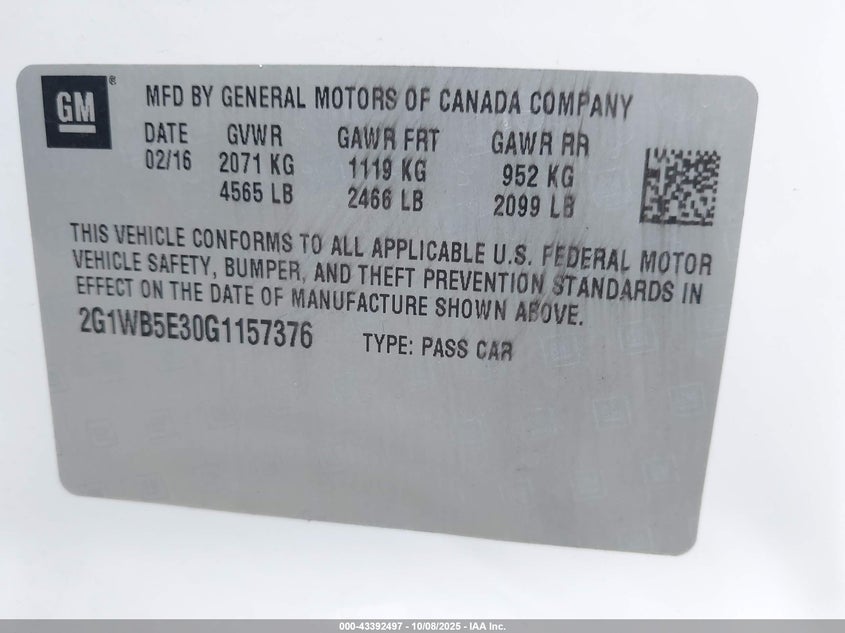 GM
®
MFD BY GENERAL MOTORS OF CANADA COMPANY
DATE GVWR GAWR FRT GAWR RR
02/16 2071 KG 1119 KG 952 KG
4565 LB 2466 LB 2099 LB
THIS VEHICLE CONFORMS TO ALL APPLICABLE U.S. FEDERAL MOTOR
VEHICLE SAFETY, BUMPER, AND THEFT PREVENTION STANDARDS IN
EFFECT ON THE DATE OF MANUFACTURE SHOWN ABOVE.
2G1WB5E30G1157376 TYPE: PASS CAR
000-43392497 - 10/08/2025 - IAA Inc.